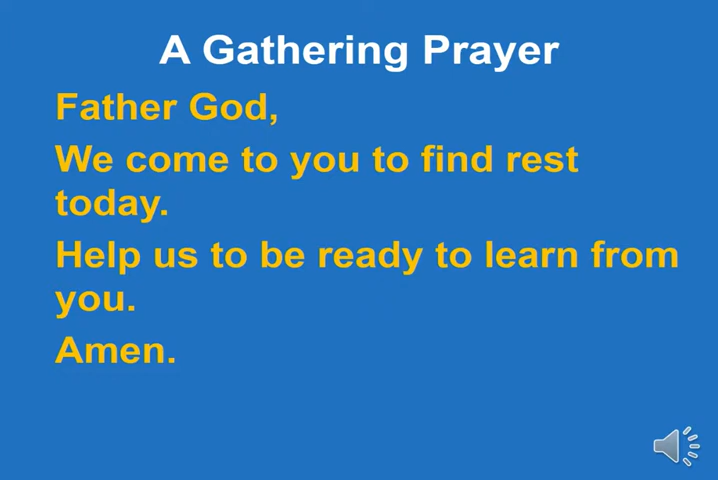 A Gathering Prayer
Father God,
We come to you to find rest
today.
Help us to be ready to learn from
you.
Amen.